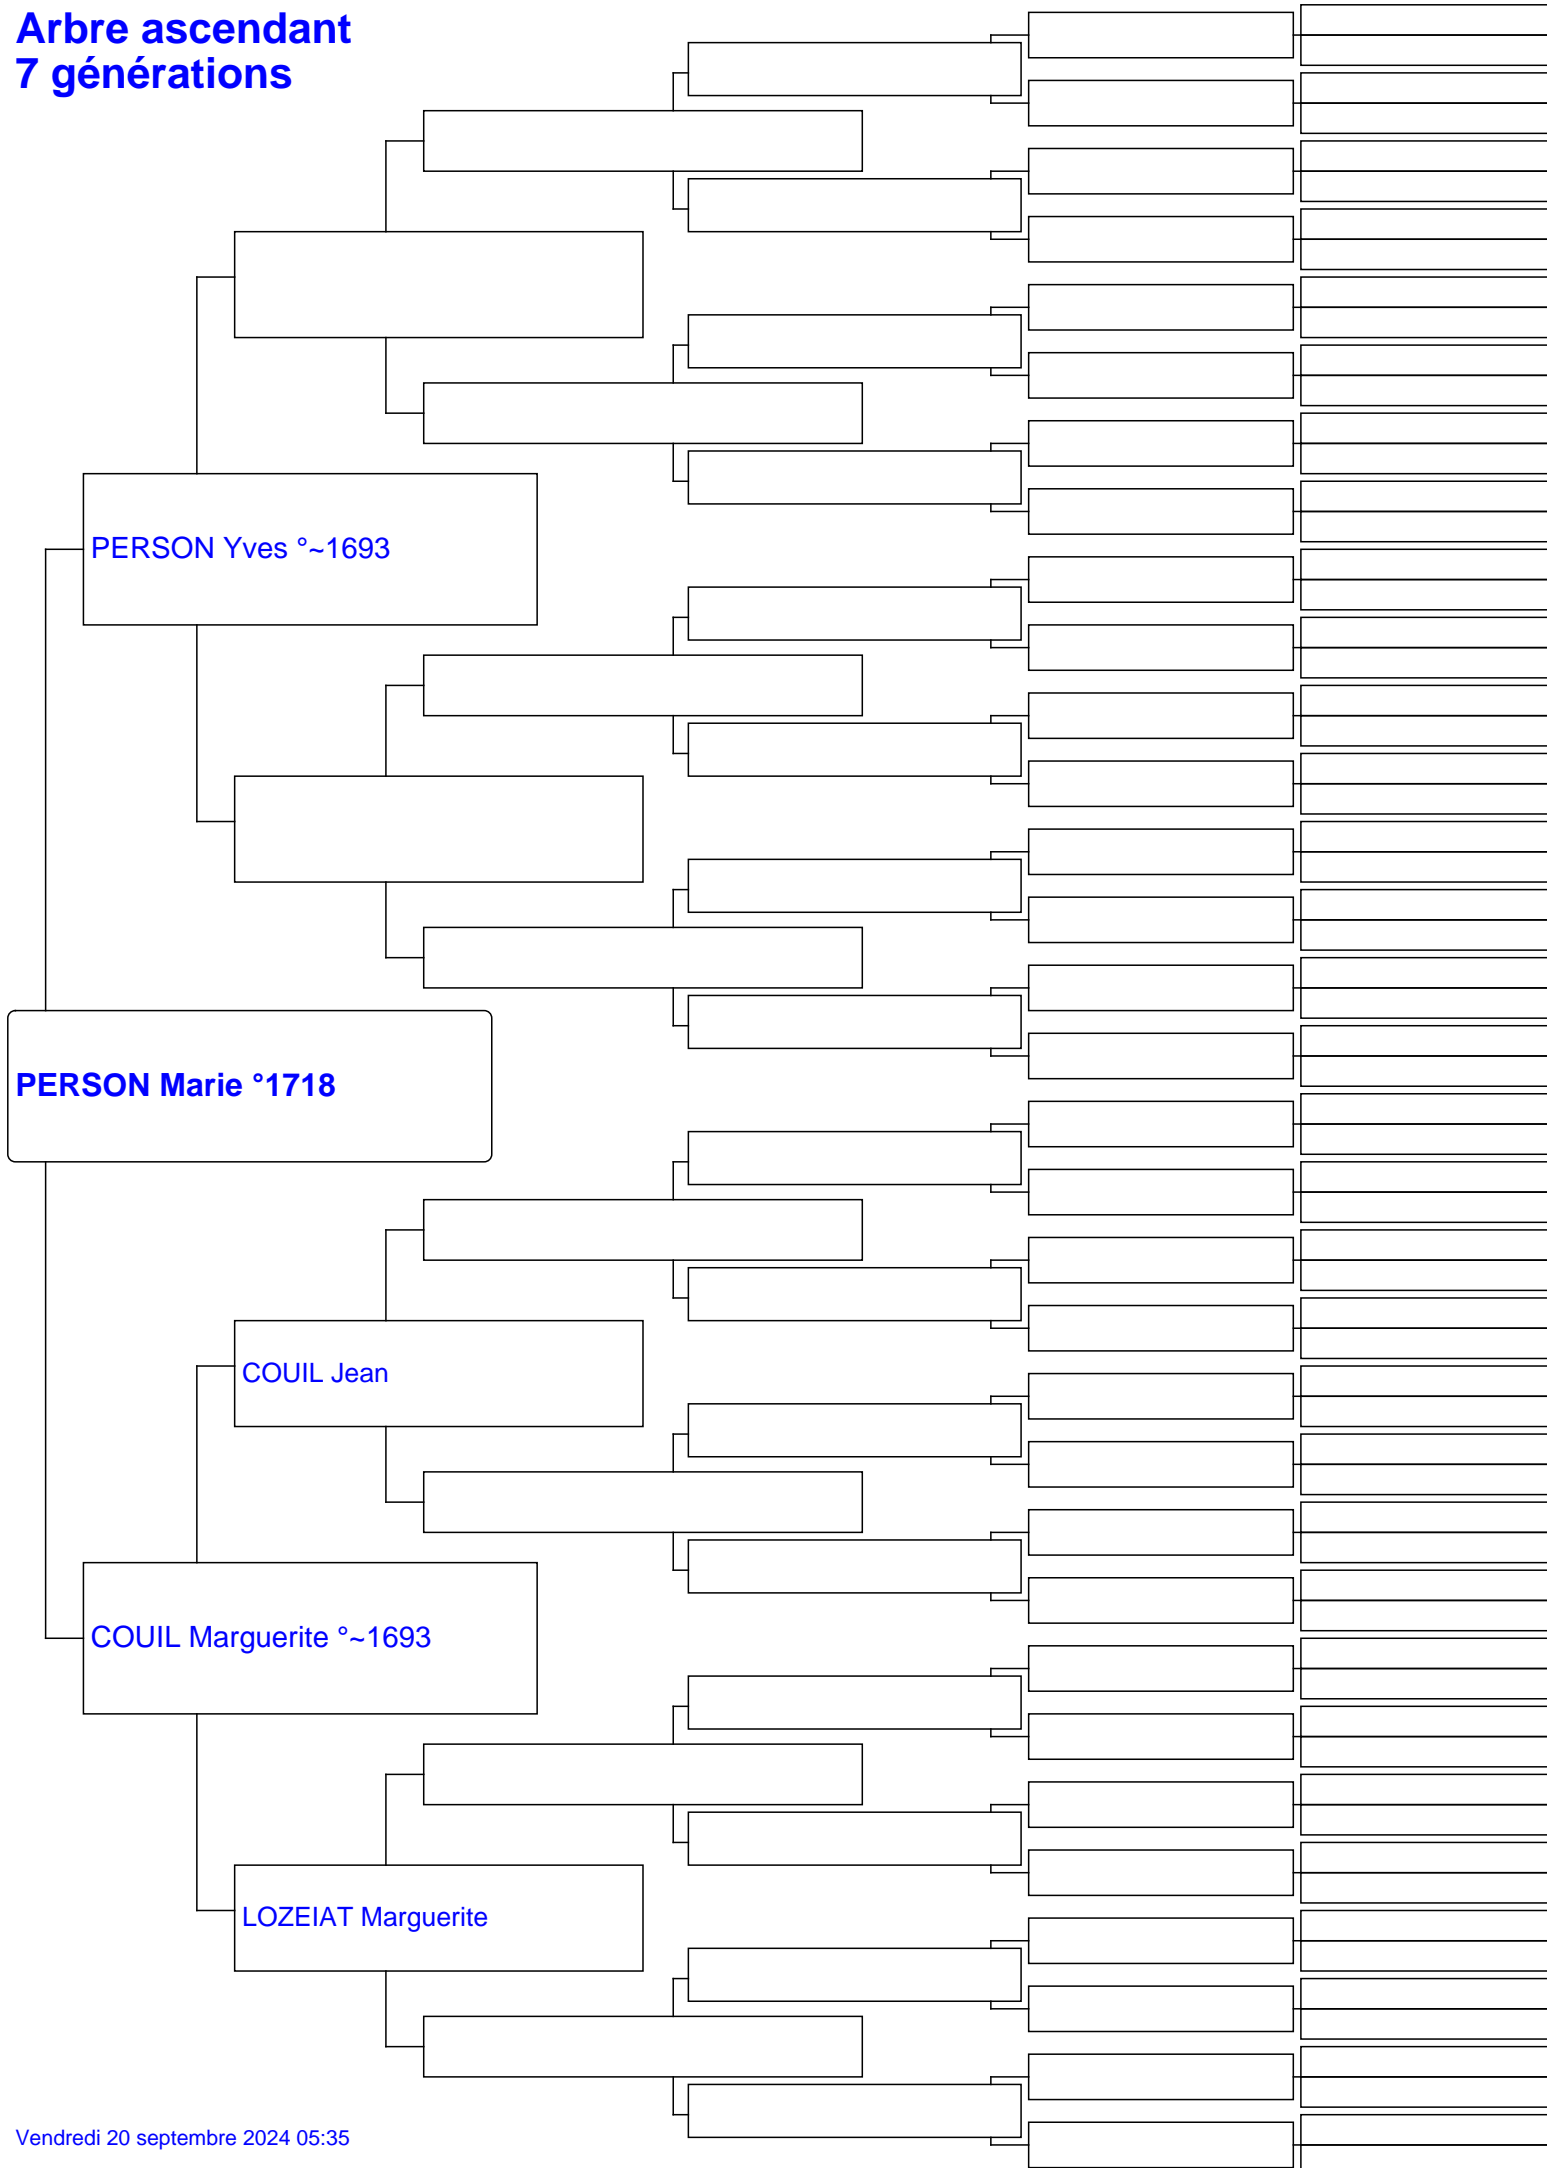 Arbre ascendant
7 générations
PERSON Yves °~1693
PERSON Marie °1718
COUIL Jean
COUIL Marguerite °~1693
LOZEIAT Marguerite
Vendredi 20 septembre 2024 05:35